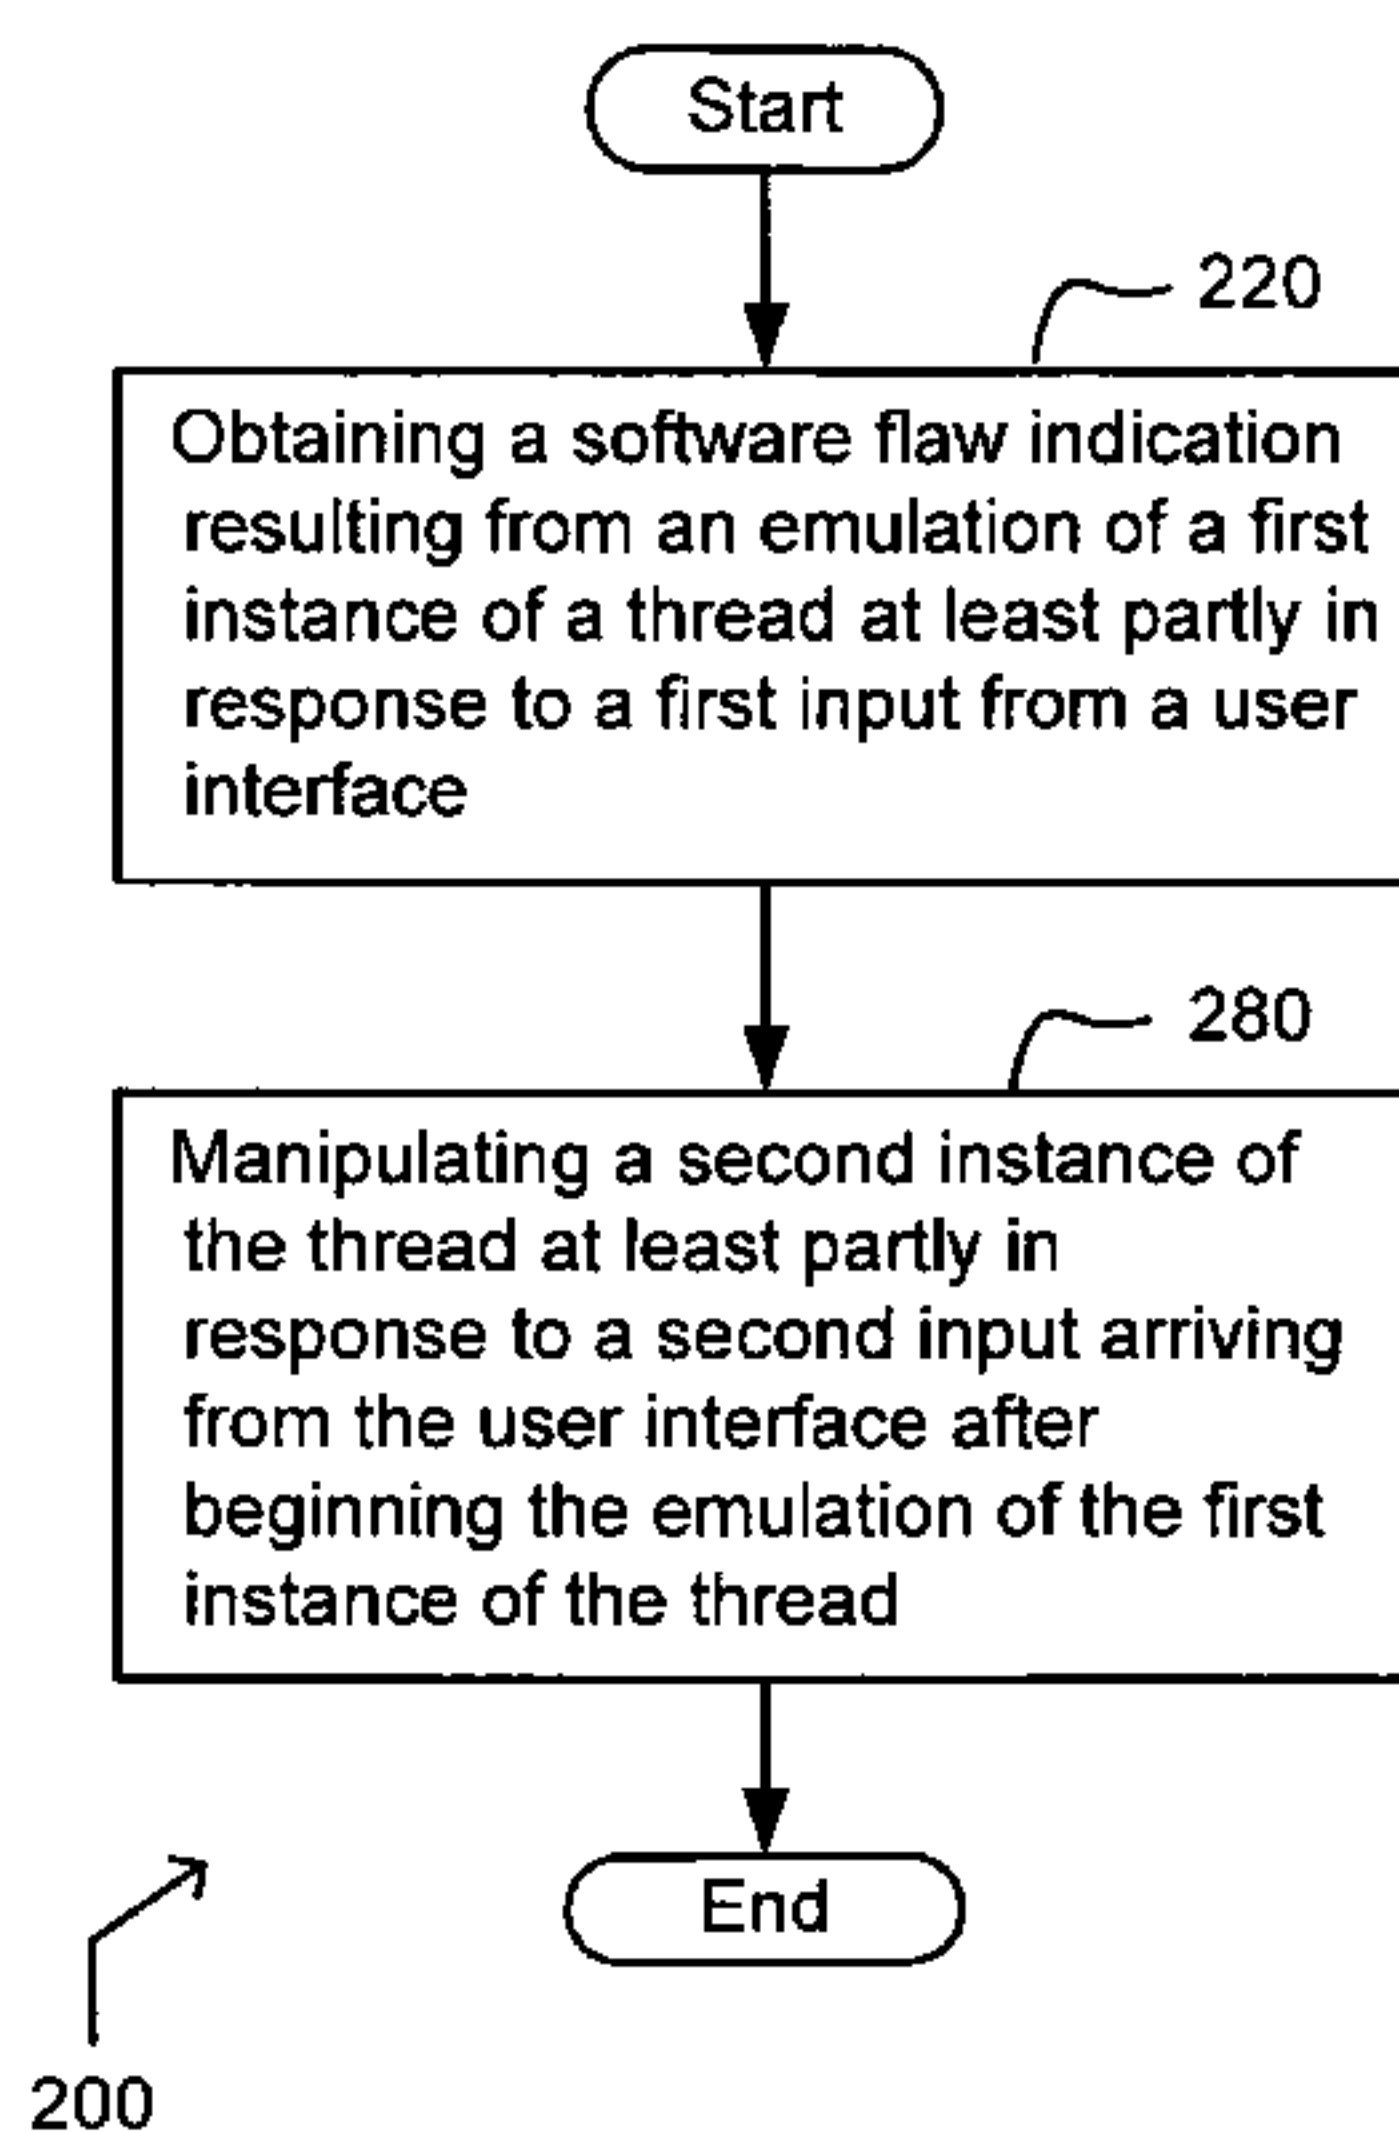 Start
220
Obtaining a software flaw indication
resulting from an emulation of a first
instance of a thread at least partly in
response to a first input from a user
interface
280
Manipulating a second instance of
the thread at least partly in
response to a second input arriving
from the user interface after
beginning the emulation of the first
instance of the thread
End
200